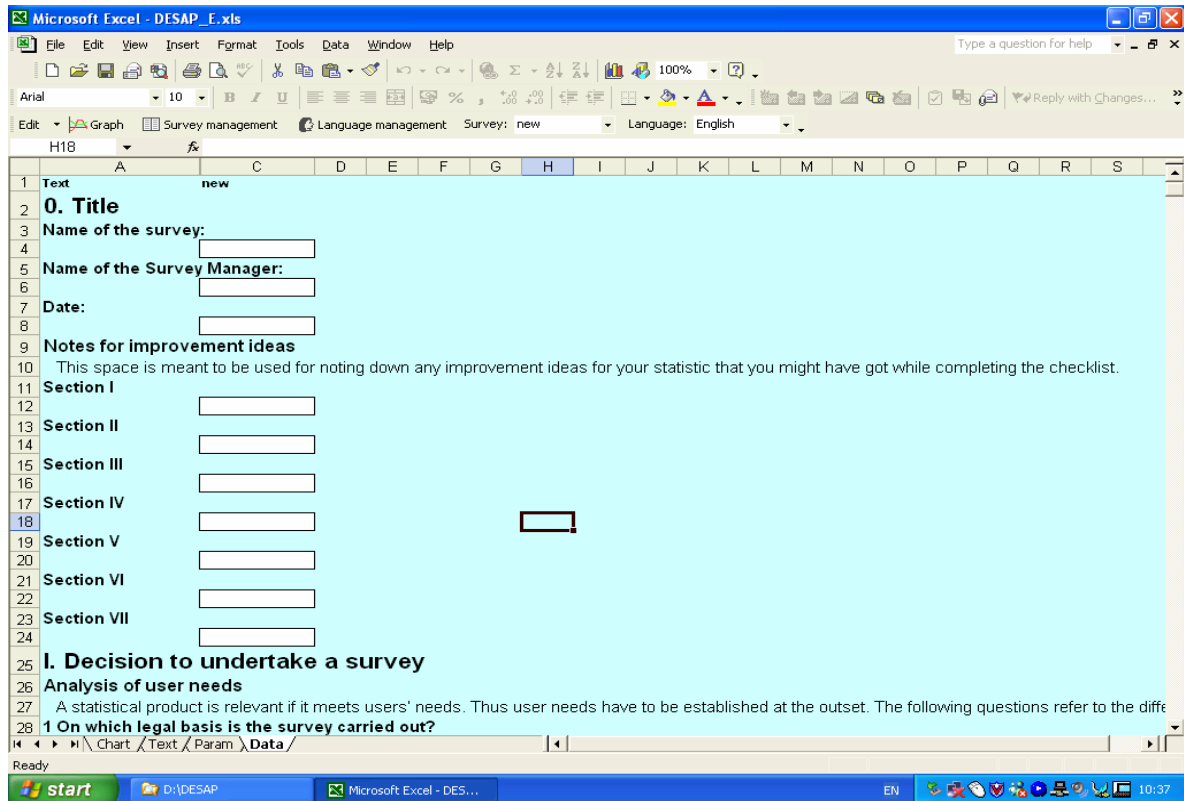 Microsoft Excel - DESAP_E.xls
File Edit View Insert Format Tools Data Window Help Type a question for help
100%
Arial 10 B I U % , Reply with Changes...
Edit Graph Survey management Language management Survey: new Language: English
H18 fx
A C D E F G H I J K L M N O P Q R S
1 Text new
2 0. Title
3 Name of the survey:
4
5 Name of the Survey Manager:
6
7 Date:
8
9 Notes for improvement ideas
10 This space is meant to be used for noting down any improvement ideas for your statistic that you might have got while completing the checklist.
11 Section I
12
13 Section II
14
15 Section III
16
17 Section IV
18
19 Section V
20
21 Section VI
22
23 Section VII
24
25 I. Decision to undertake a survey
26 Analysis of user needs
27 A statistical product is relevant if it meets users' needs. Thus user needs have to be established at the outset. The following questions refer to the diffe
28 1 On which legal basis is the survey carried out?
Chart Text Param Data
Ready
start D:\DESAP Microsoft Excel - DES... EN 10:37